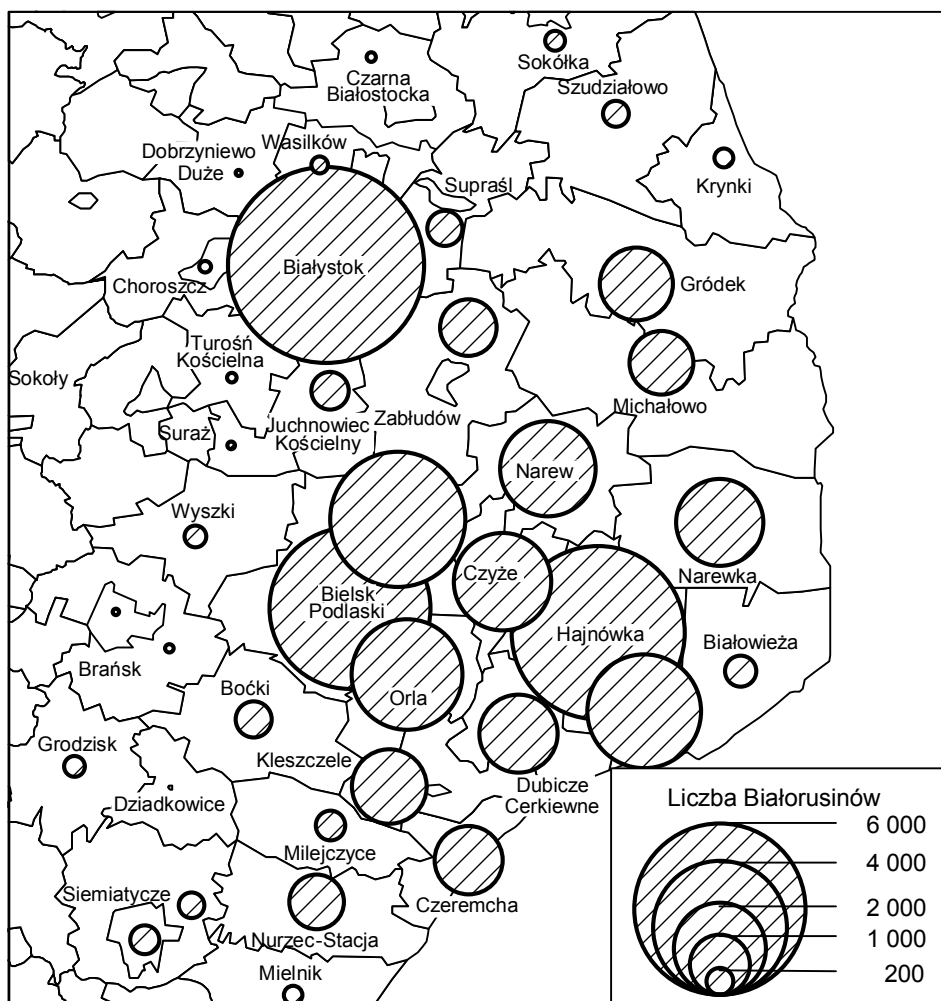 Sokółka
Czarna
Białostocka
Szudziałowo
Wasilków
Dobrzyniewo
Duże
Supraśl
Krynki
Białystok
Choroszcz
Gródek
Turośń
Kościelna
Sokoły
Michałowo
Juchnowiec
Kościelny
Zabłudów
Suraż
Narew
Wyszki
Narewka
Czyże
Bielsk
Podlaski
Hajnówka
Białowieża
Brańsk
Boćki
Orla
Grodzisk
Kleszczele
Dubicze
Cerkiewne
Dziadkowice
Milejczyce
Siemiatycze
Czeremcha
Nurzec-Stacja
Mielnik
Liczba Białorusinów
6 000
4 000
2 000
1 000
200